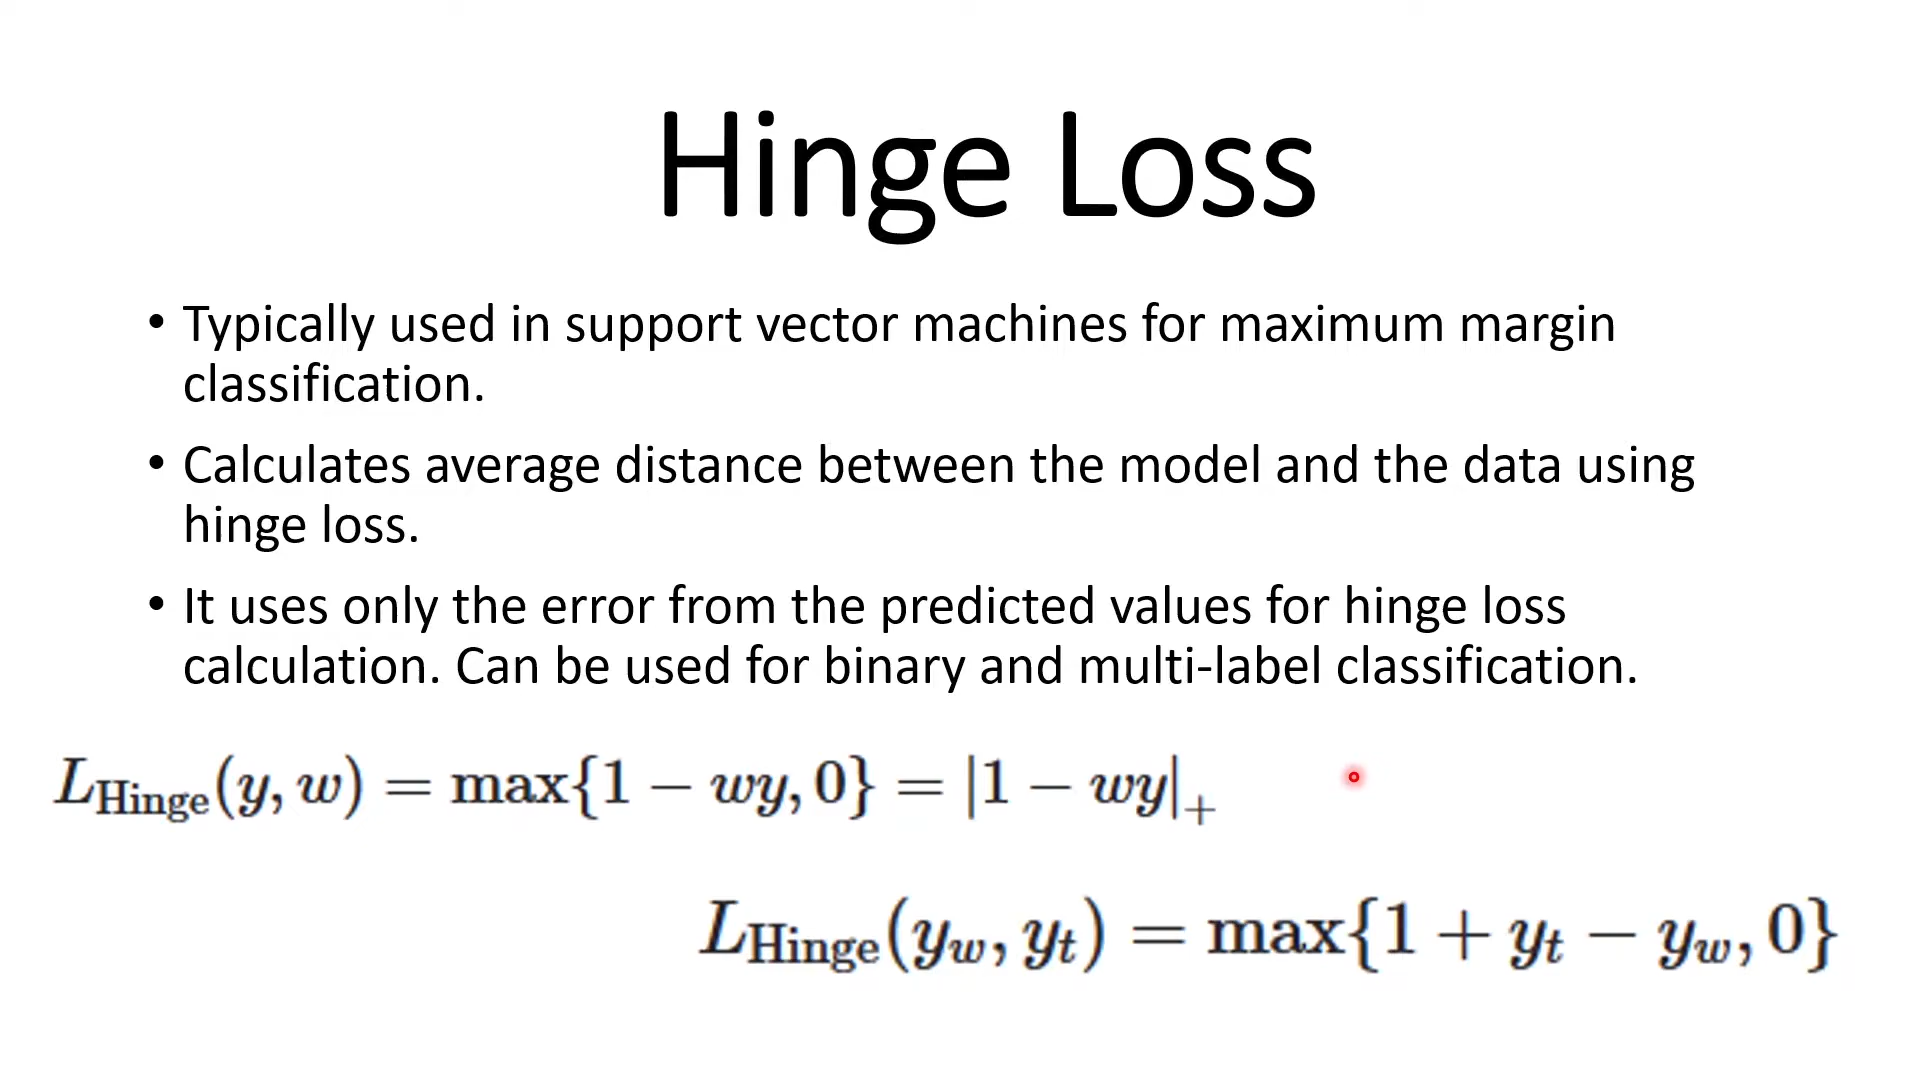 Hinge Loss
• Typically used in support vector machines for maximum margin
classification.
• Calculates average distance between the model and the data using
hinge loss.
• It uses only the error from the predicted values for hinge loss
calculation. Can be used for binary and multi-label classification.
L_Hinge(y, w) = max{1 − wy, 0} = |1 − wy|_+
L_Hinge(y_w, y_t) = max{1 + y_t − y_w, 0}